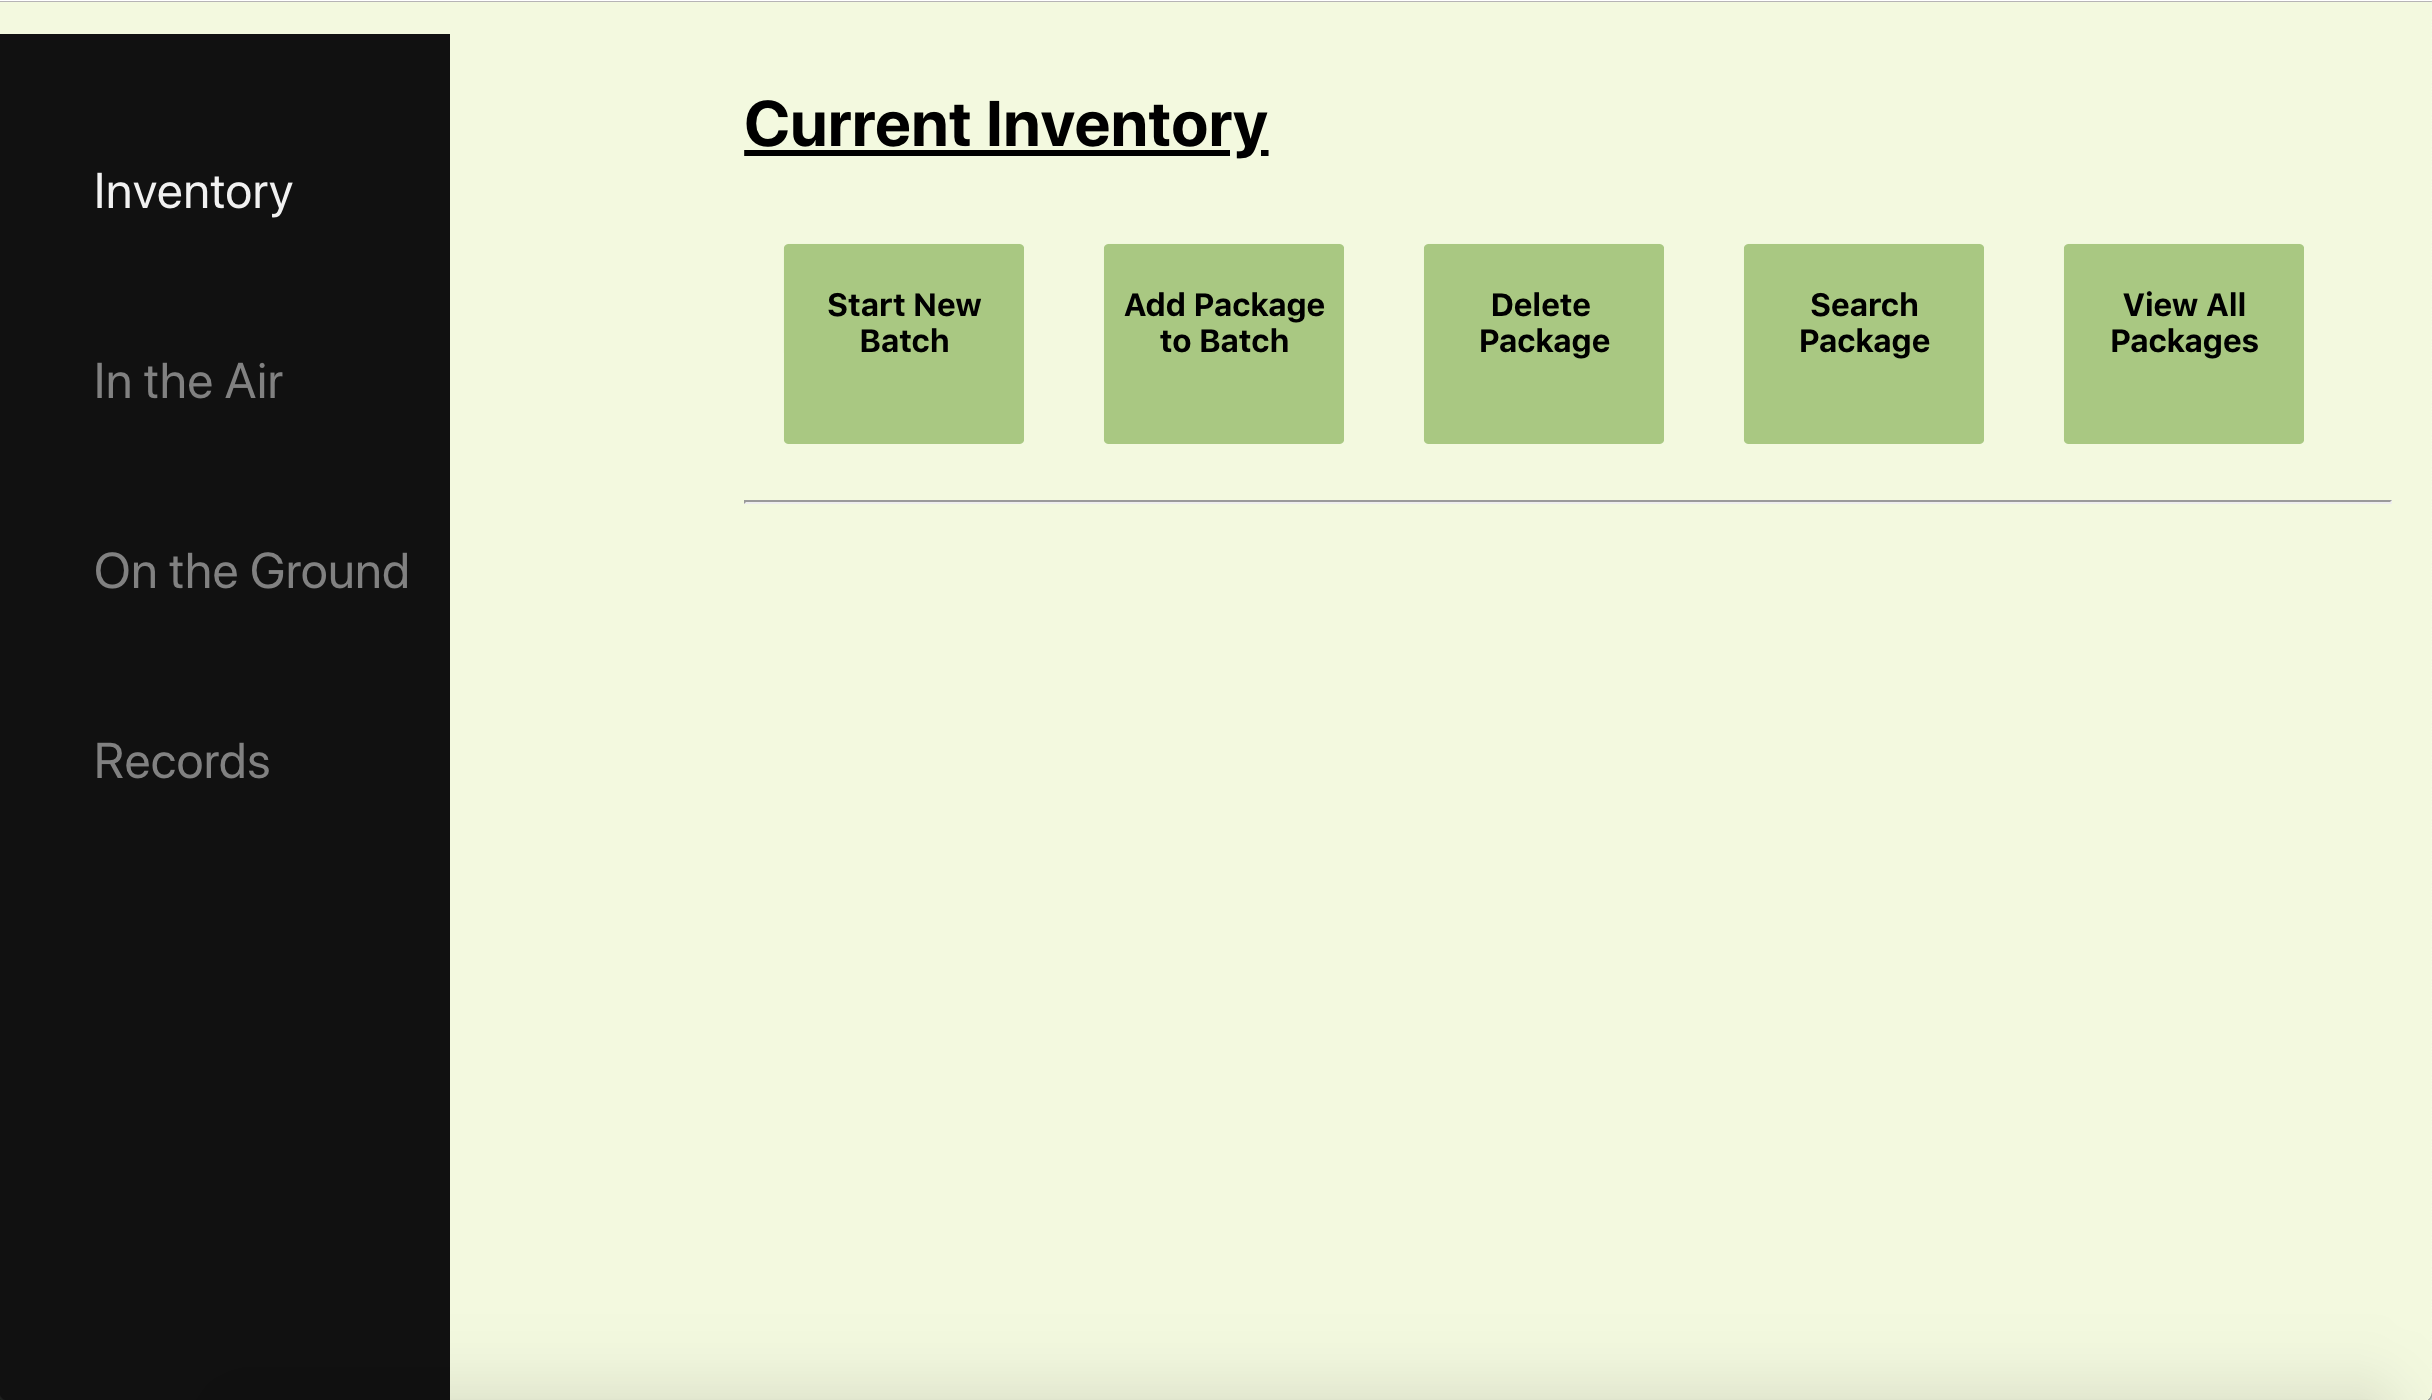 Inventory
In the Air
On the Ground
Records
Current Inventory
Start New
Batch
Add Package
to Batch
Delete
Package
Search
Package
View All
Packages